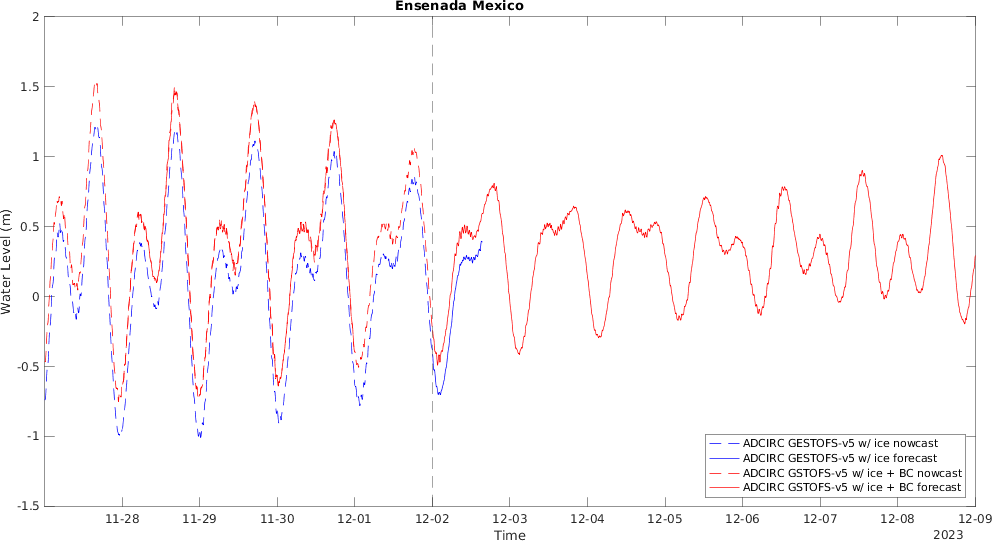 Ensenada Mexico
2
1.5
1
0.5
0
-0.5
-1
-1.5
Water Level (m)
ADCIRC GESTOFS-v5 w/ ice nowcast
ADCIRC GESTOFS-v5 w/ ice forecast
ADCIRC GSTOFS-v5 w/ ice + BC nowcast
ADCIRC GSTOFS-v5 w/ ice + BC forecast
11-28 11-29 11-30 12-01 12-02 12-03 12-04 12-05 12-06 12-07 12-08 12-09
Time
2023